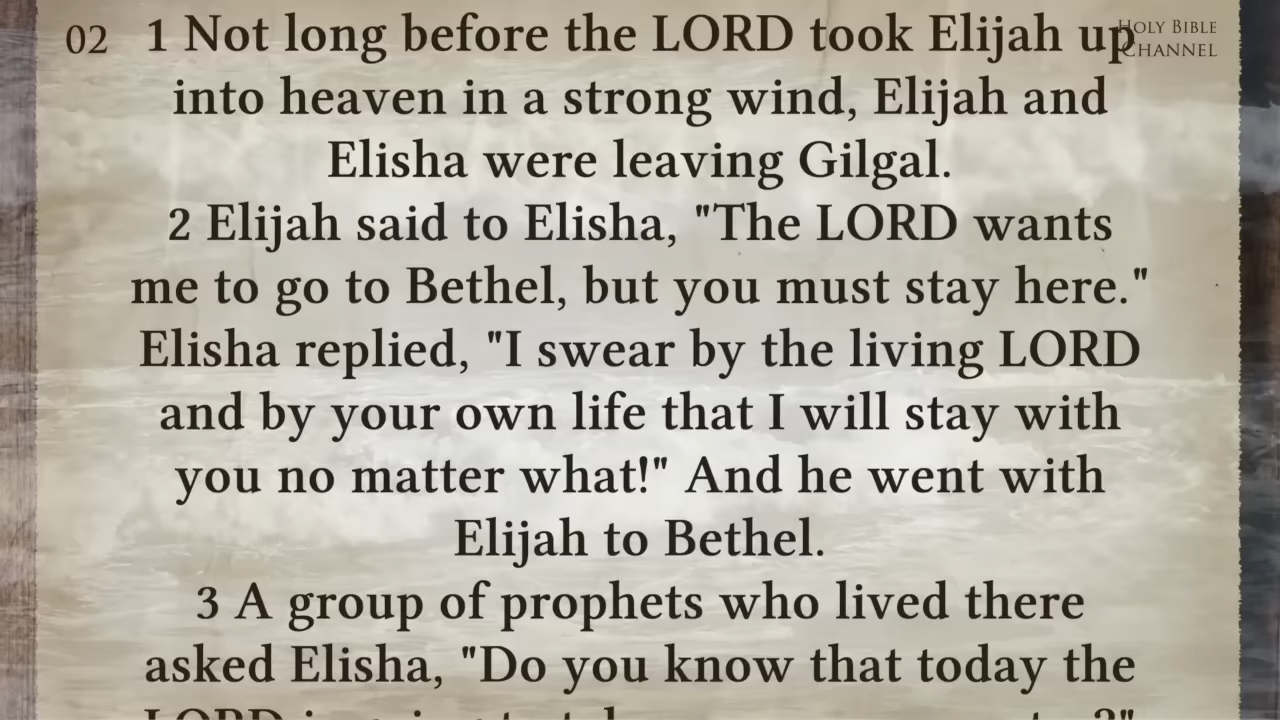 02
HOLY BIBLE
CHANNEL
1 Not long before the LORD took Elijah up
into heaven in a strong wind, Elijah and
Elisha were leaving Gilgal.
2 Elijah said to Elisha, "The LORD wants
me to go to Bethel, but you must stay here."
Elisha replied, "I swear by the living LORD
and by your own life that I will stay with
you no matter what!" And he went with
Elijah to Bethel.
3 A group of prophets who lived there
asked Elisha, "Do you know that today the
LORD